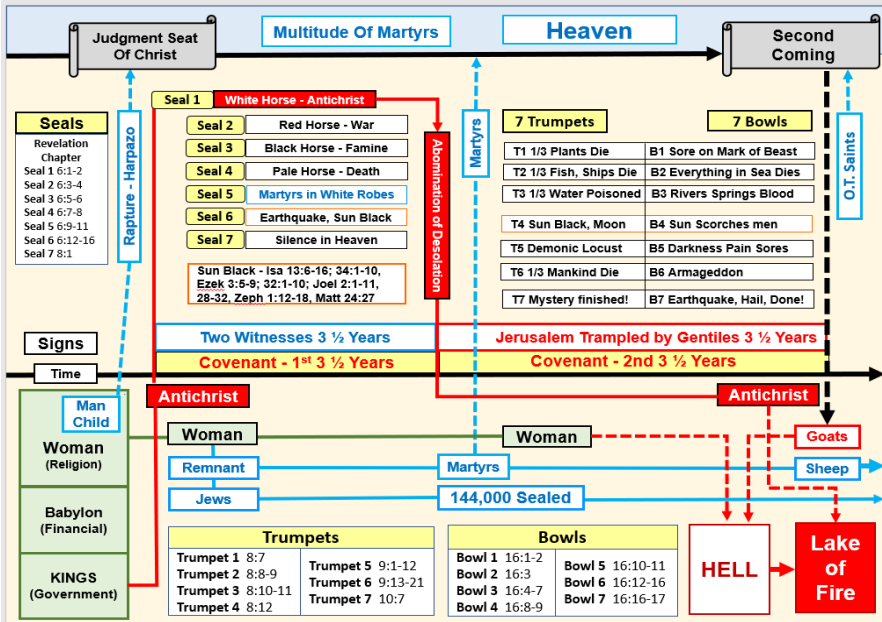 Judgment Seat
Of Christ
Multitude Of Martyrs
Heaven
Second
Coming
Seal 1
White Horse - Antichrist
Seals
Revelation
Chapter
Seal 1 6:1-2
Seal 2 6:3-4
Seal 3 6:5-6
Seal 4 6:7-8
Seal 5 6:9-11
Seal 6 6:12-16
Seal 7 8:1
Rapture - Harpazo
Seal 2
Red Horse - War
Seal 3
Black Horse - Famine
Seal 4
Pale Horse - Death
Seal 5
Martyrs in White Robes
Seal 6
Earthquake, Sun Black
Seal 7
Silence in Heaven
Sun Black - Isa 13:6-16; 34:1-10,
Ezek 3:5-9; 32:1-10; Joel 2:1-11,
28-32, Zeph 1:12-18, Matt 24:27
Abomination of Desolation
Martyrs
7 Trumpets
7 Bowls
T1 1/3 Plants Die
B1 Sore on Mark of Beast
T2 1/3 Fish, Ships Die
B2 Everything in Sea Dies
T3 1/3 Water Poisoned
B3 Rivers Springs Blood
T4 Sun Black, Moon
B4 Sun Scorches men
T5 Demonic Locust
B5 Darkness Pain Sores
T6 1/3 Mankind Die
B6 Armageddon
T7 Mystery finished!
B7 Earthquake, Hail, Done!
O.T. Saints
Signs
Two Witnesses 3 ½ Years
Jerusalem Trampled by Gentiles 3 ½ Years
Covenant - 1st 3 ½ Years
Covenant - 2nd 3 ½ Years
Time
Man
Child
Antichrist
Antichrist
Woman
(Religion)
Woman
Woman
Goats
Remnant
Martyrs
Sheep
Jews
144,000 Sealed
Babylon
(Financial)
KINGS
(Government)
Trumpets
Trumpet 1 8:7
Trumpet 2 8:8-9
Trumpet 3 8:10-11
Trumpet 4 8:12
Trumpet 5 9:1-12
Trumpet 6 9:13-21
Trumpet 7 10:7
Bowls
Bowl 1 16:1-2
Bowl 2 16:3
Bowl 3 16:4-7
Bowl 4 16:8-9
Bowl 5 16:10-11
Bowl 6 16:12-16
Bowl 7 16:16-17
HELL
Lake
of
Fire